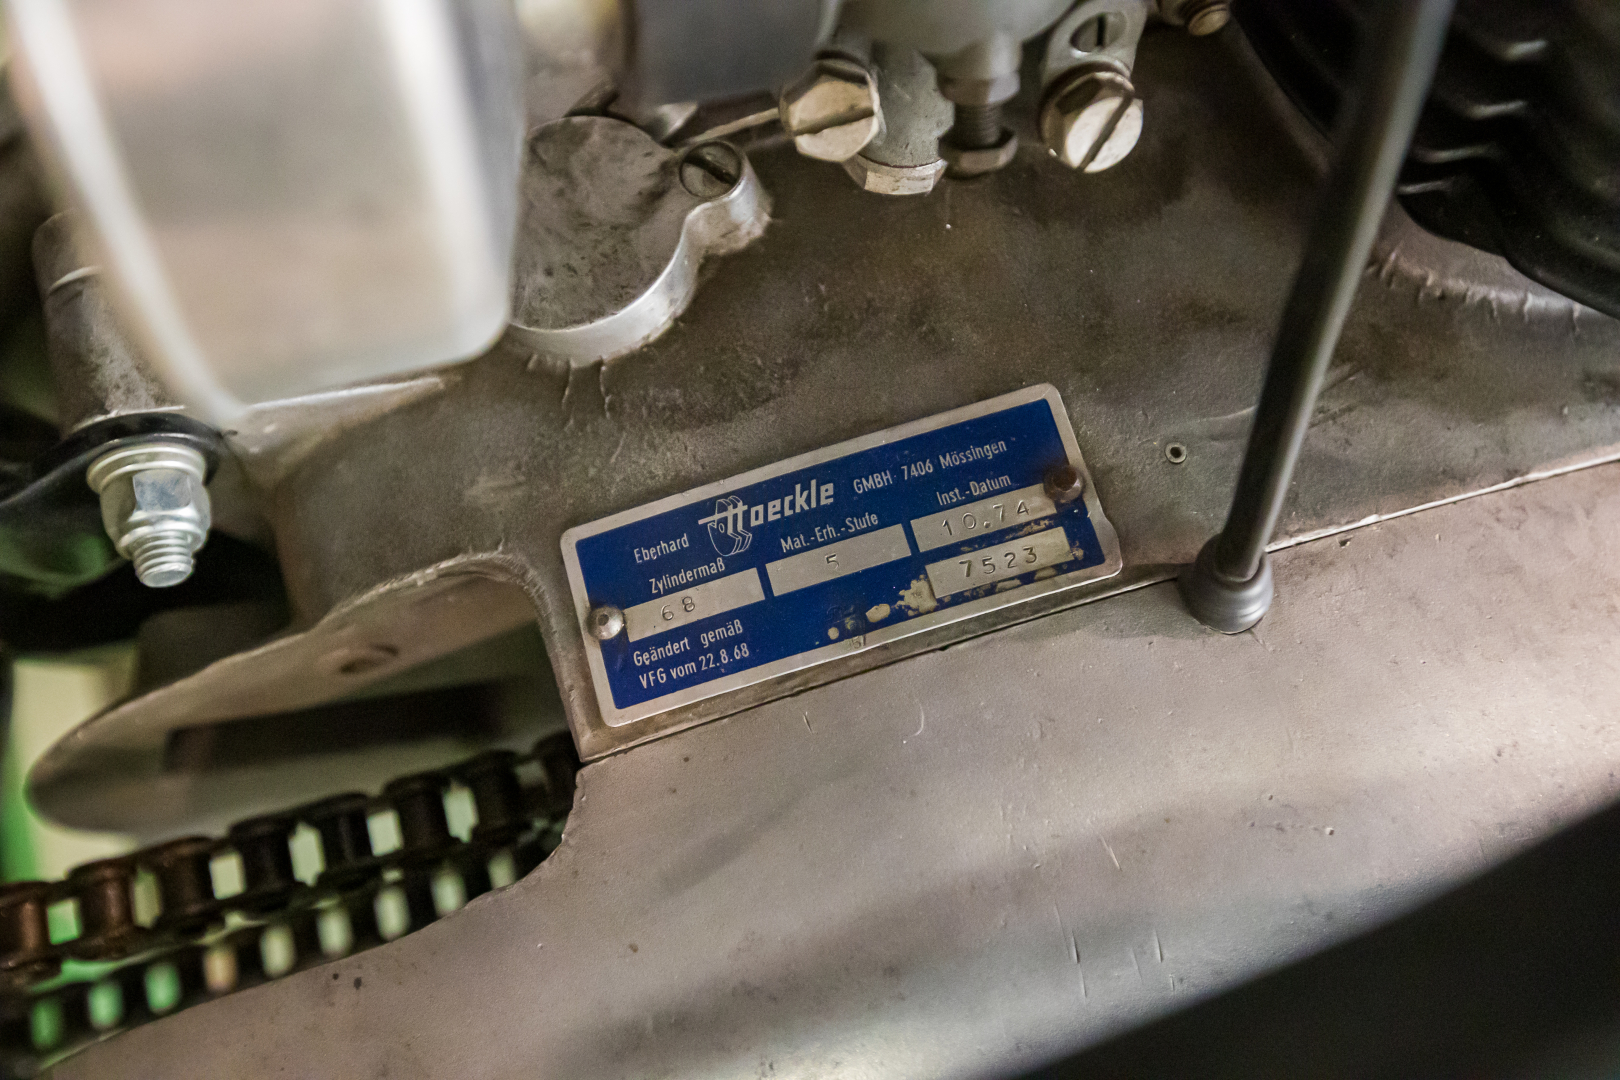 Eberhard Hoeckle GMBH · 7406 Mössingen
Zylindermaß Mat.-Erh.-Stufe Inst.-Datum
68 5 10.74
7523
Geändert gemäß
VFG vom 22.8.68